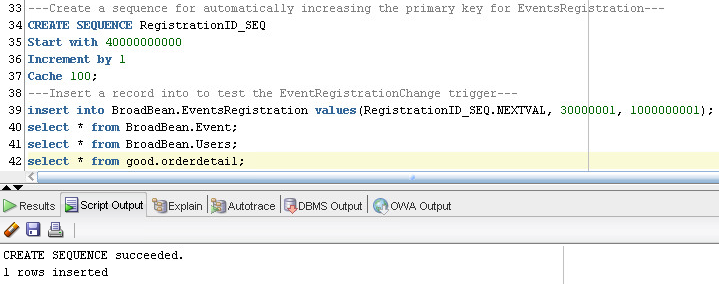 33 ---Create a sequence for automatically increasing the primary key for EventsRegistration---
34 CREATE SEQUENCE RegistrationID_SEQ
35 Start with 40000000000
36 Increment by 1
37 Cache 100;
38 ---Insert a record into to test the EventRegistrationChange trigger---
39 insert into BroadBean.EventsRegistration values(RegistrationID_SEQ.NEXTVAL, 30000001, 1000000001);
40 select * from BroadBean.Event;
41 select * from BroadBean.Users;
42 select * from good.orderdetail;
Results Script Output Explain Autotrace DBMS Output OWA Output
CREATE SEQUENCE succeeded.
1 rows inserted